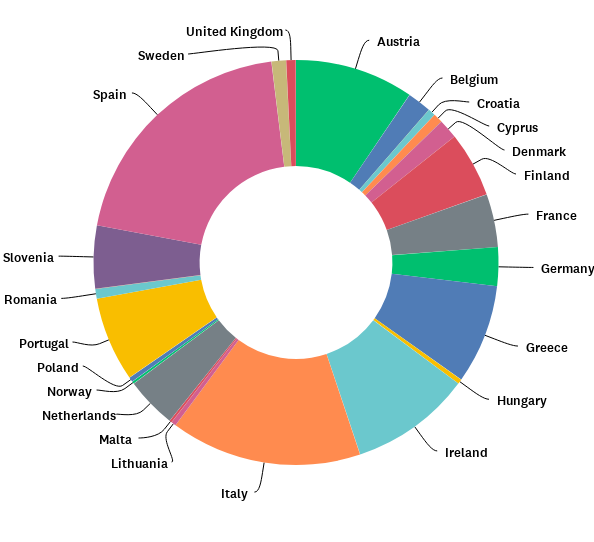 United Kingdom
Austria
Sweden
Belgium
Spain
Croatia
Cyprus
Denmark
Finland
France
Slovenia
Germany
Romania
Portugal
Greece
Poland
Norway
Hungary
Netherlands
Malta
Ireland
Lithuania
Italy